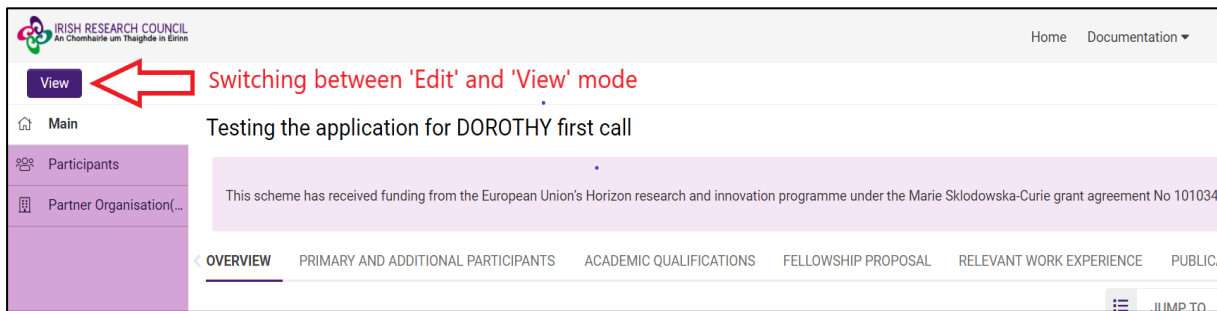 IRISH RESEARCH COUNCIL
An Chomhairle um Thaighde in Éirinn
Home Documentation
View
Switching between 'Edit' and 'View' mode
Main
Testing the application for DOROTHY first call
Participants
This scheme has received funding from the European Union's Horizon research and innovation programme under the Marie Sklodowska-Curie grant agreement No 101034
Partner Organisation(...
OVERVIEW PRIMARY AND ADDITIONAL PARTICIPANTS ACADEMIC QUALIFICATIONS FELLOWSHIP PROPOSAL RELEVANT WORK EXPERIENCE PUBLICA
JUMP TO